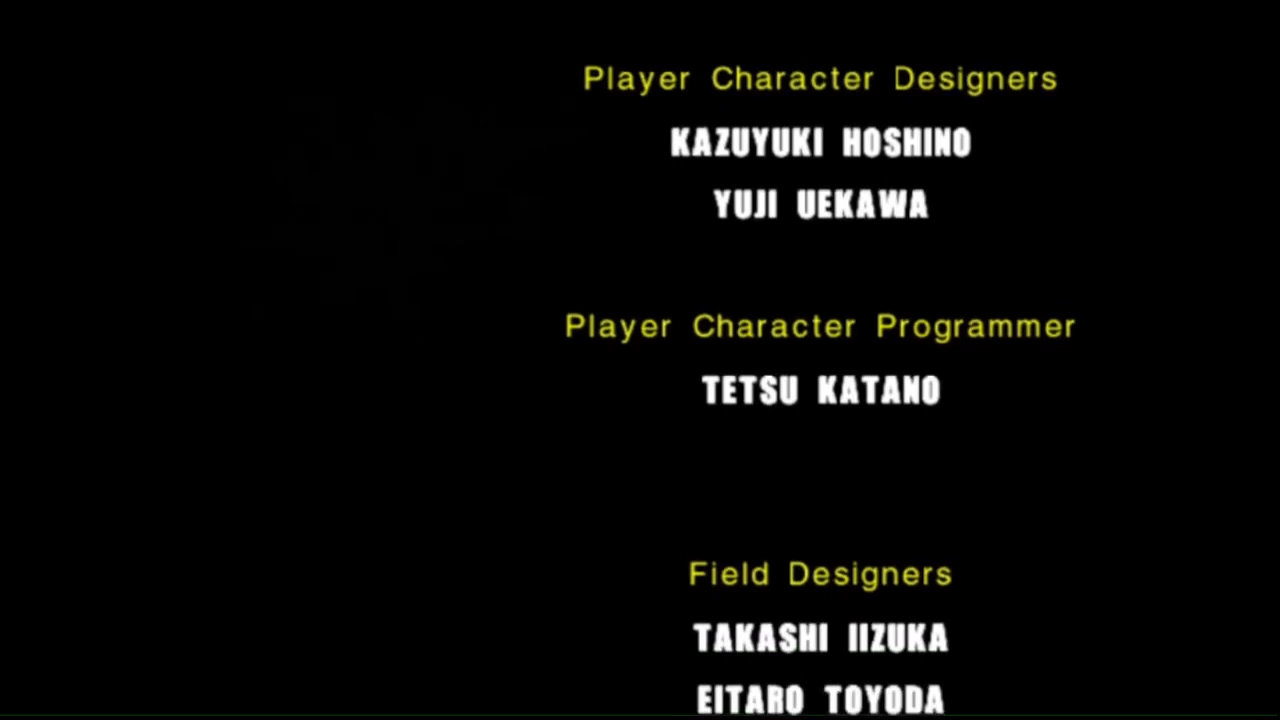 Player Character Designers
KAZUYUKI HOSHINO
YUJI UEKAWA
Player Character Programmer
TETSU KATANO
Field Designers
TAKASHI IIZUKA
EITARO TOYODA